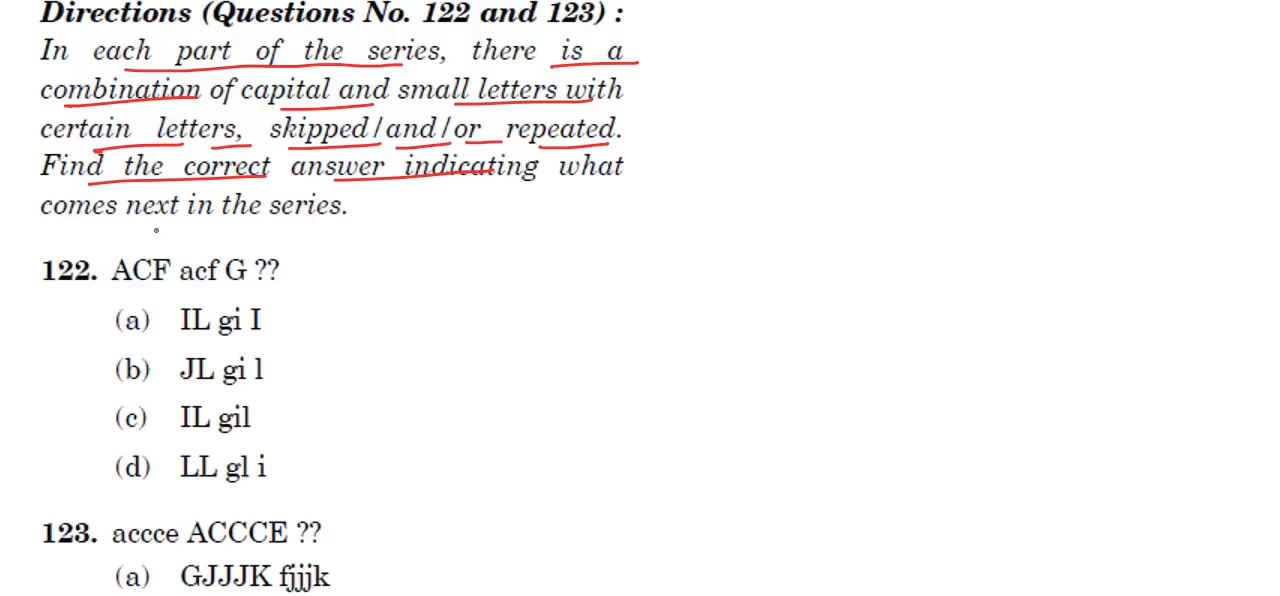 Directions (Questions No. 122 and 123) :
In each part of the series, there is a
combination of capital and small letters with
certain letters, skipped/and/or repeated.
Find the correct answer indicating what
comes next in the series.
122. ACF acf G ??
(a) IL gi I
(b) JL gi l
(c) IL gil
(d) LL gl i
123. accce ACCCE ??
(a) GJJJK fjjjk